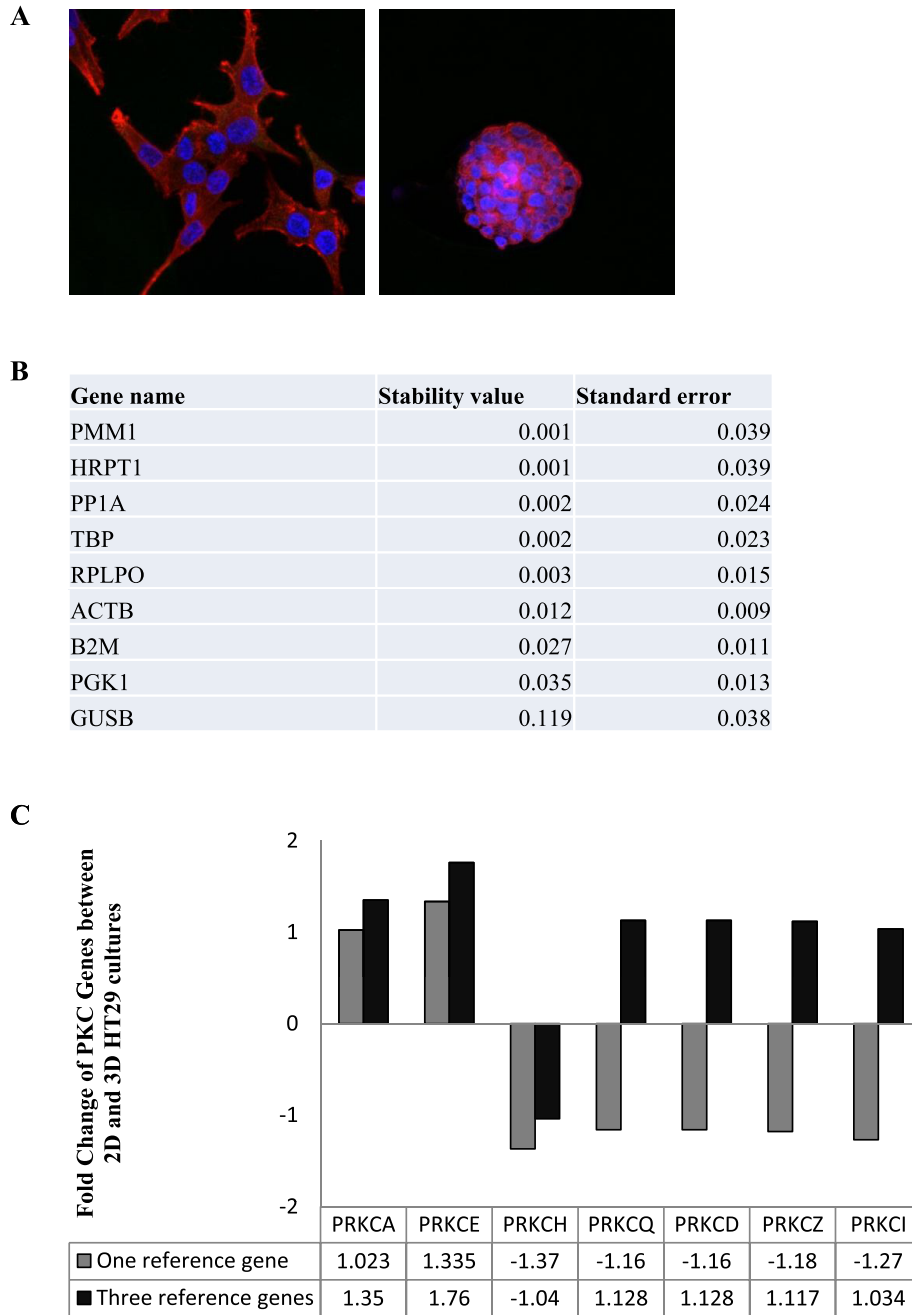 A
B
Gene name Stability value Standard error
PMM1 0.001 0.039
HRPT1 0.001 0.039
PP1A 0.002 0.024
TBP 0.002 0.023
RPLPO 0.003 0.015
ACTB 0.012 0.009
B2M 0.027 0.011
PGK1 0.035 0.013
GUSB 0.119 0.038
C
Fold Change of PKC Genes between
2D and 3D HT29 cultures
2
1
0
-1
-2
PRKCA PRKCE PRKCH PRKCQ PRKCD PRKCZ PRKCI
One reference gene 1.023 1.335 -1.37 -1.16 -1.16 -1.18 -1.27
Three reference genes 1.35 1.76 -1.04 1.128 1.128 1.117 1.034